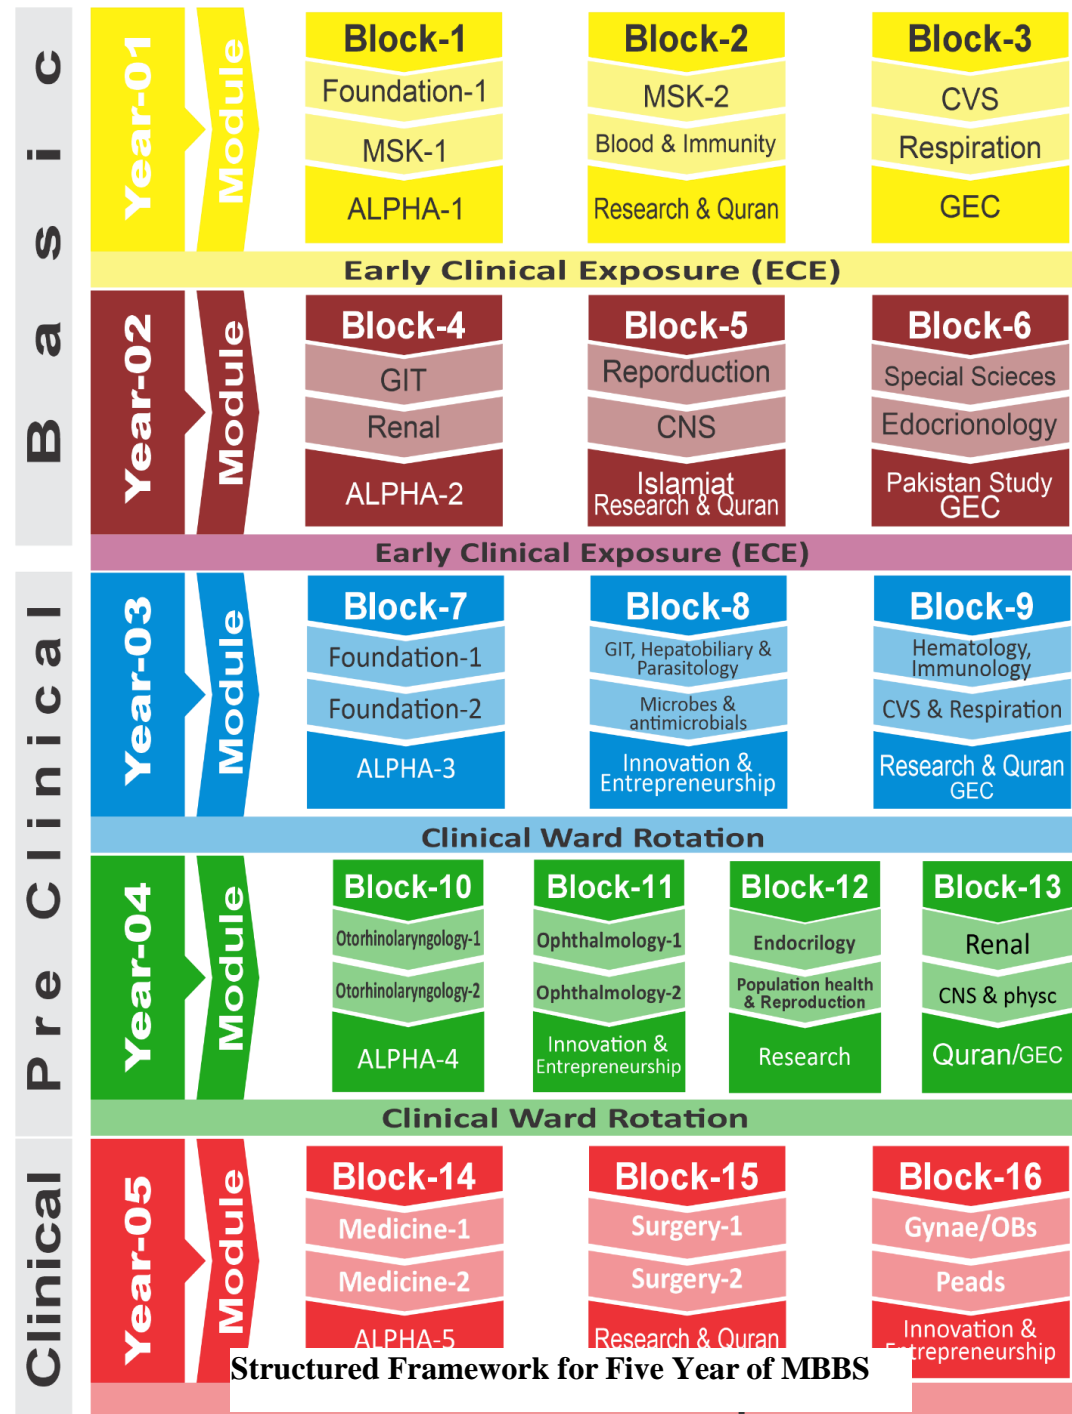 Basic
Year-01
Module
Block-1
Foundation-1
MSK-1
ALPHA-1
Block-2
MSK-2
Blood & Immunity
Research & Quran
Block-3
CVS
Respiration
GEC
Early Clinical Exposure (ECE)
Year-02
Module
Block-4
GIT
Renal
ALPHA-2
Block-5
Reporduction
CNS
Islamiat
Research & Quran
Block-6
Special Scieces
Edocrionology
Pakistan Study
GEC
Early Clinical Exposure (ECE)
Pre Clinical
Year-03
Module
Block-7
Foundation-1
Foundation-2
ALPHA-3
Block-8
GIT, Hepatobiliary &
Parasitology
Microbes &
antimicrobials
Innovation &
Entrepreneurship
Block-9
Hematology,
Immunology
CVS & Respiration
Research & Quran
GEC
Clinical Ward Rotation
Year-04
Module
Block-10
Otorhinolaryngology-1
Otorhinolaryngology-2
ALPHA-4
Block-11
Ophthalmology-1
Ophthalmology-2
Innovation &
Entrepreneurship
Block-12
Endocrilogy
Population health
& Reproduction
Research
Block-13
Renal
CNS & physc
Quran/GEC
Clinical Ward Rotation
Clinical
Year-05
Module
Block-14
Medicine-1
Medicine-2
ALPHA-5
Block-15
Surgery-1
Surgery-2
Research & Quran
Block-16
Gynae/OBs
Peads
Innovation &
Entrepreneurship
Structured Framework for Five Year of MBBS